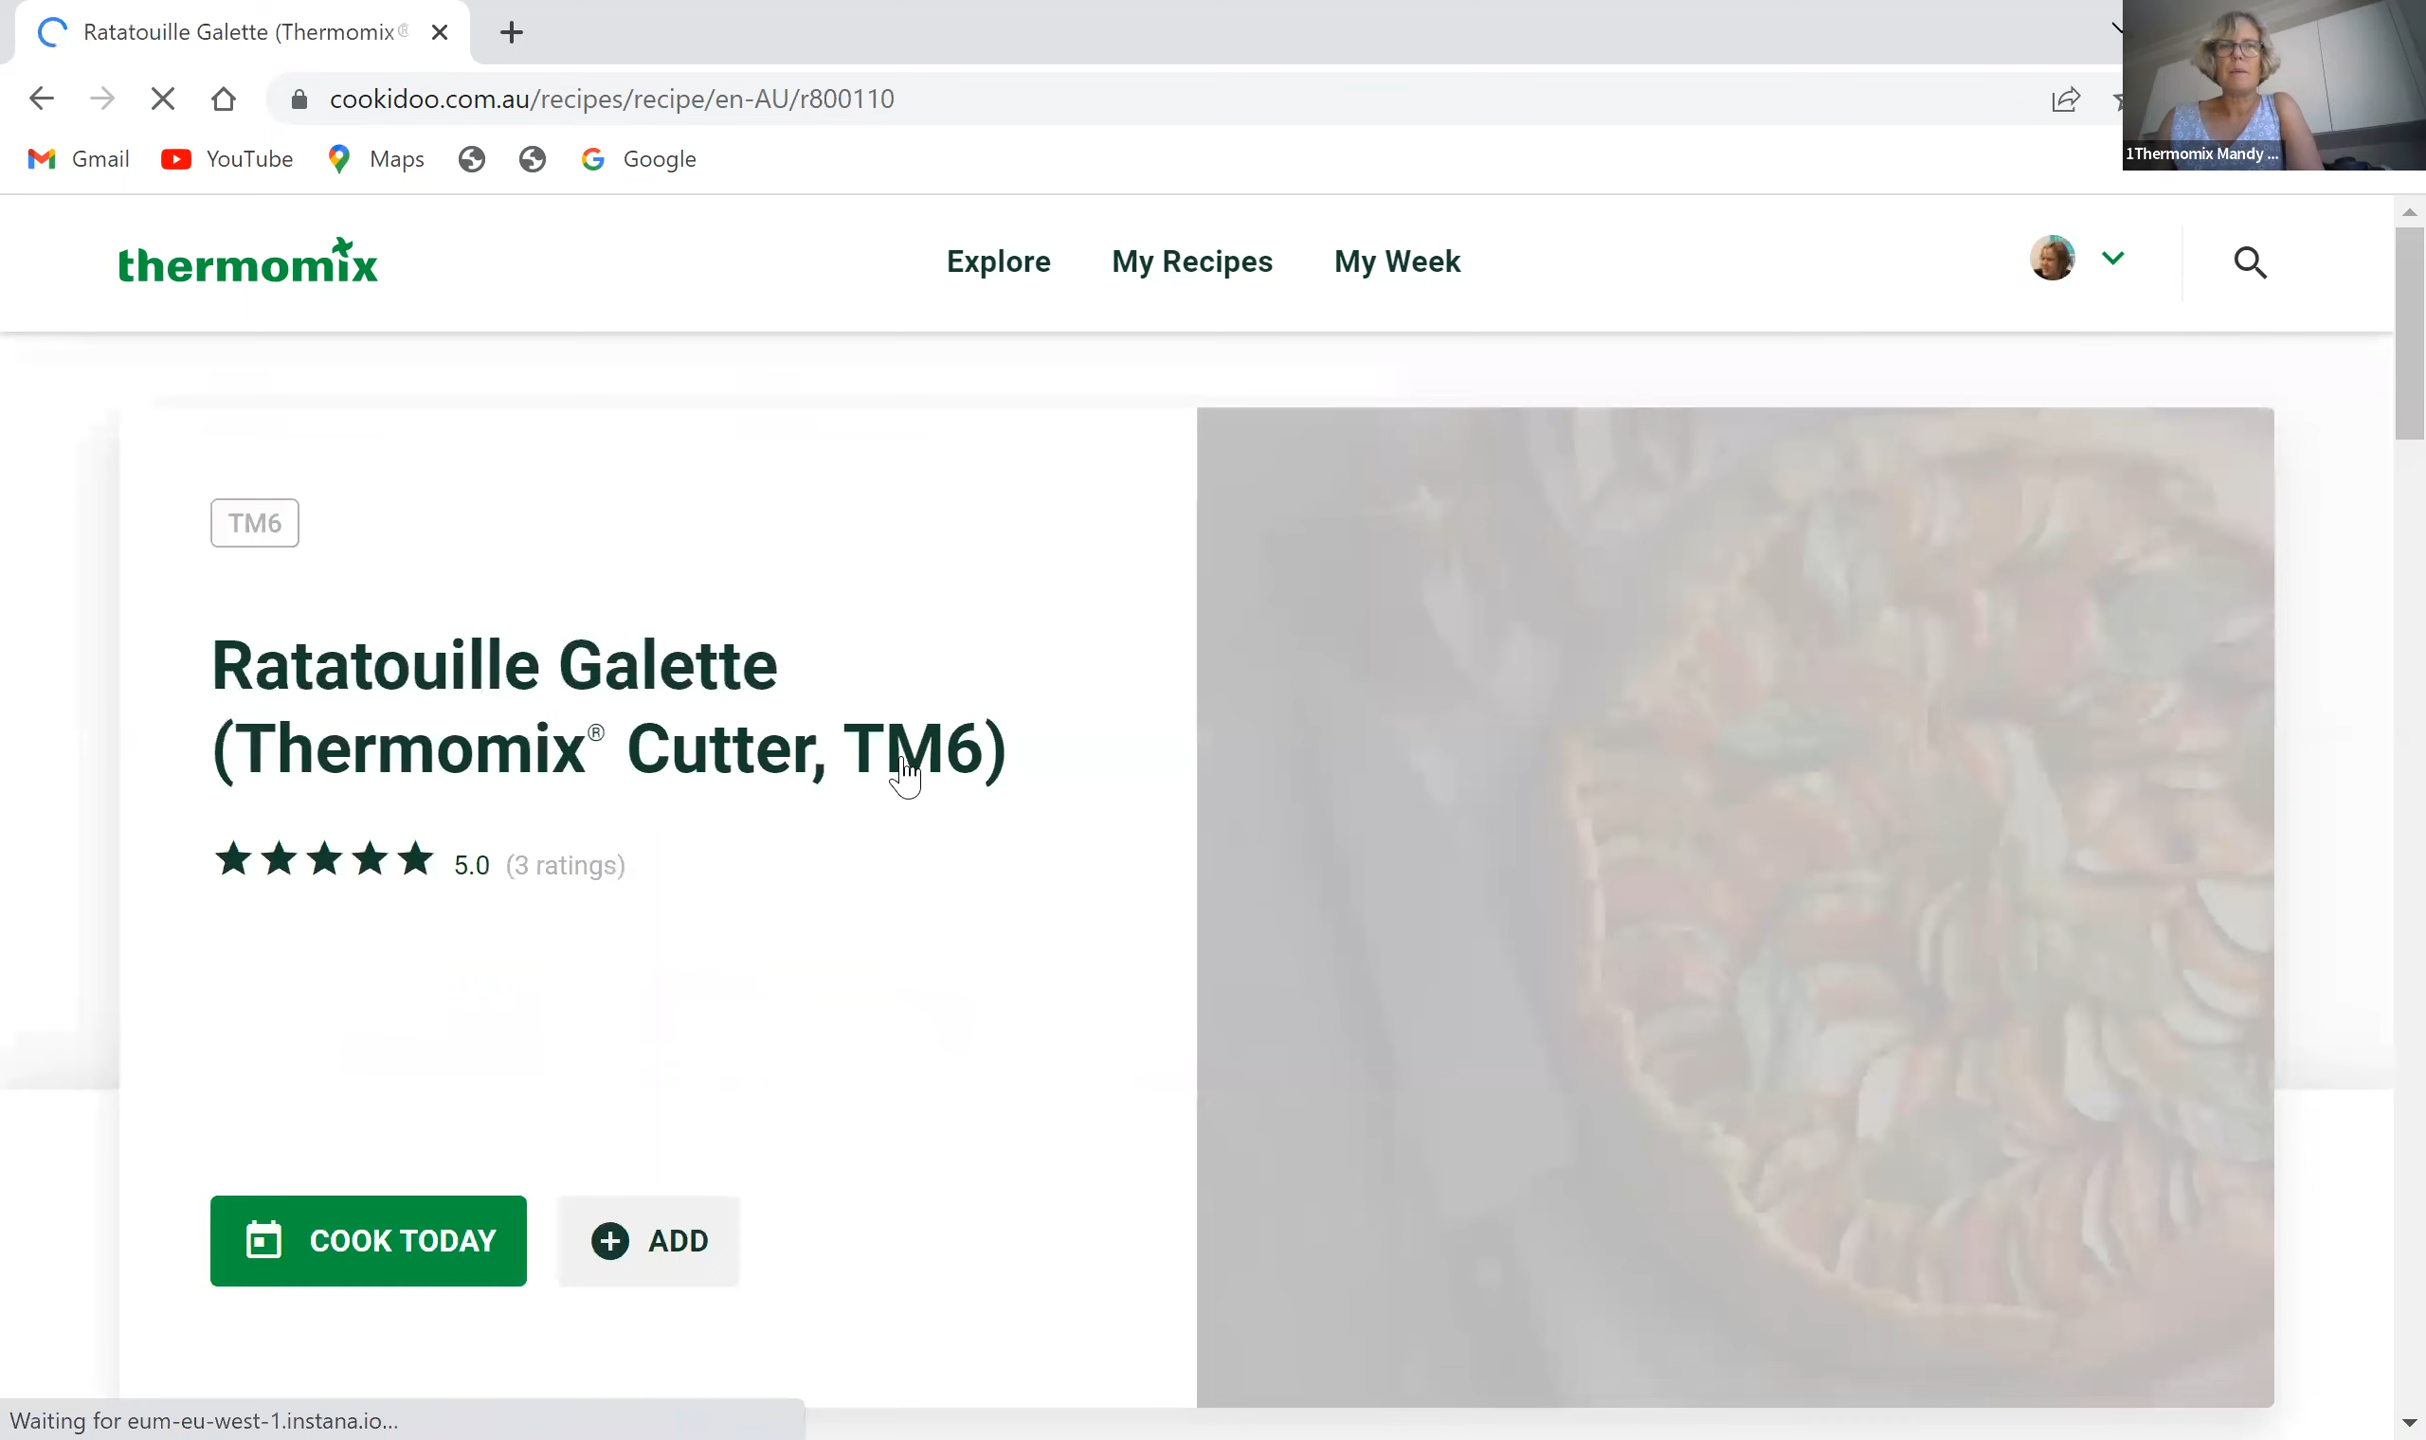 Ratatouille Galette (Thermomix®
cookidoo.com.au/recipes/recipe/en-AU/r800110
Gmail YouTube Maps Google
1Thermomix Mandy ...
thermomix Explore My Recipes My Week
TM6
Ratatouille Galette
(Thermomix® Cutter, TM6)
5.0 (3 ratings)
COOK TODAY ADD
Waiting for eum-eu-west-1.instana.io...